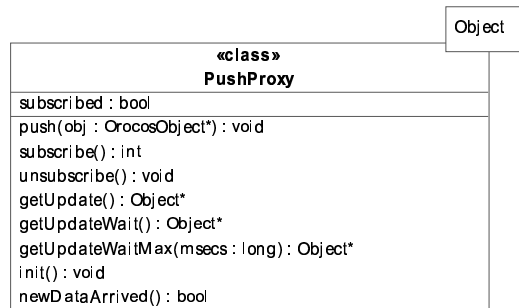 Object
«class»
PushProxy
subscribed : bool
push(obj : OrocosObject*) : void
subscribe() : int
unsubscribe() : void
getUpdate() : Object*
getUpdateWait() : Object*
getUpdateWaitMax(msecs : long) : Object*
init() : void
newDataArrived() : bool